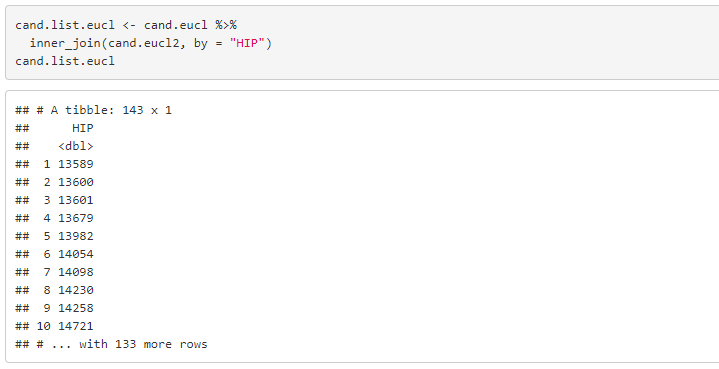 cand.list.eucl <- cand.eucl %>%
  inner_join(cand.eucl2, by = "HIP")
cand.list.eucl
## # A tibble: 143 x 1
##      HIP
##    <dbl>
##  1 13589
##  2 13600
##  3 13601
##  4 13679
##  5 13982
##  6 14054
##  7 14098
##  8 14230
##  9 14258
## 10 14721
## # ... with 133 more rows